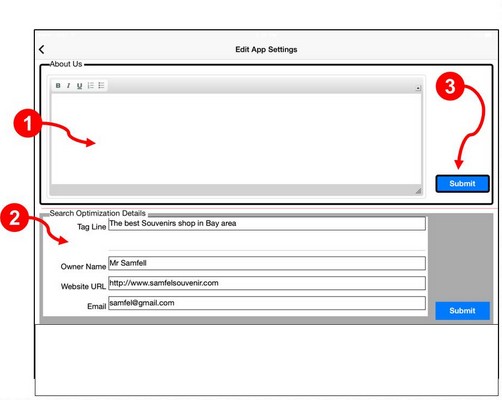 Edit App Settings
About Us
B I U
3
1
Submit
Search Optimization Details
2
Tag Line The best Souvenirs shop in Bay area
Owner Name Mr Samfell
Website URL http://www.samfelsouvenir.com
Email samfel@gmail.com
Submit